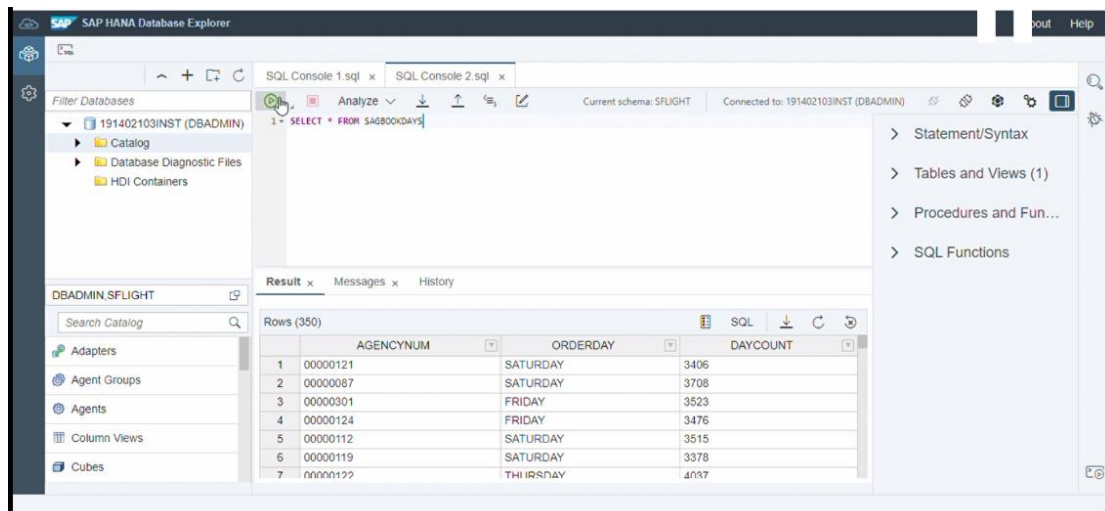 SAP SAP HANA Database Explorer
Help
SQL
SQL Console 1.sql x
SQL Console 2.sql x
Filter Databases
Analyze
Current schema: SFLIGHT
Connected to: 191402103INST (DBADMIN)
191402103INST (DBADMIN)
Catalog
Database Diagnostic Files
HDI Containers
1 SELECT * FROM SAGBOOKDAYS
Statement/Syntax
Tables and Views (1)
Procedures and Fun...
SQL Functions
Result x
Messages x
History
DBADMIN,SFLIGHT
Search Catalog
Adapters
Agent Groups
Agents
Column Views
Cubes
Rows (350)
SQL
AGENCYNUM ORDERDAY DAYCOUNT
1 00000121 SATURDAY 3406
2 00000087 SATURDAY 3708
3 00000301 FRIDAY 3523
4 00000124 FRIDAY 3476
5 00000112 SATURDAY 3515
6 00000119 SATURDAY 3378
7 00000122 THURSDAY 4037